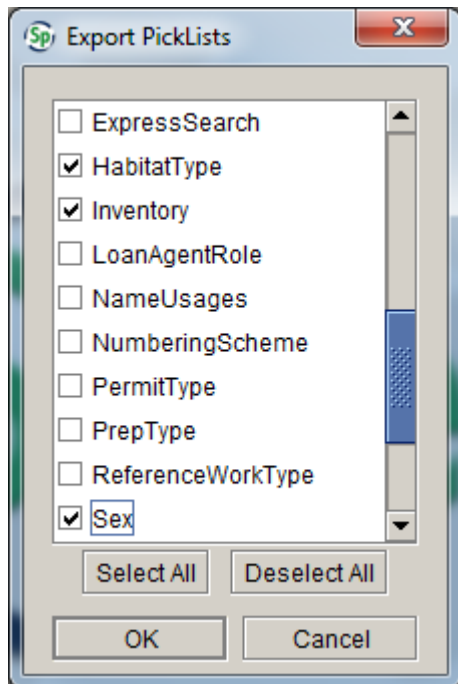 Sp Export PickLists
ExpressSearch
HabitatType
Inventory
LoanAgentRole
NameUsages
NumberingScheme
PermitType
PrepType
ReferenceWorkType
Sex
Select All Deselect All
OK Cancel